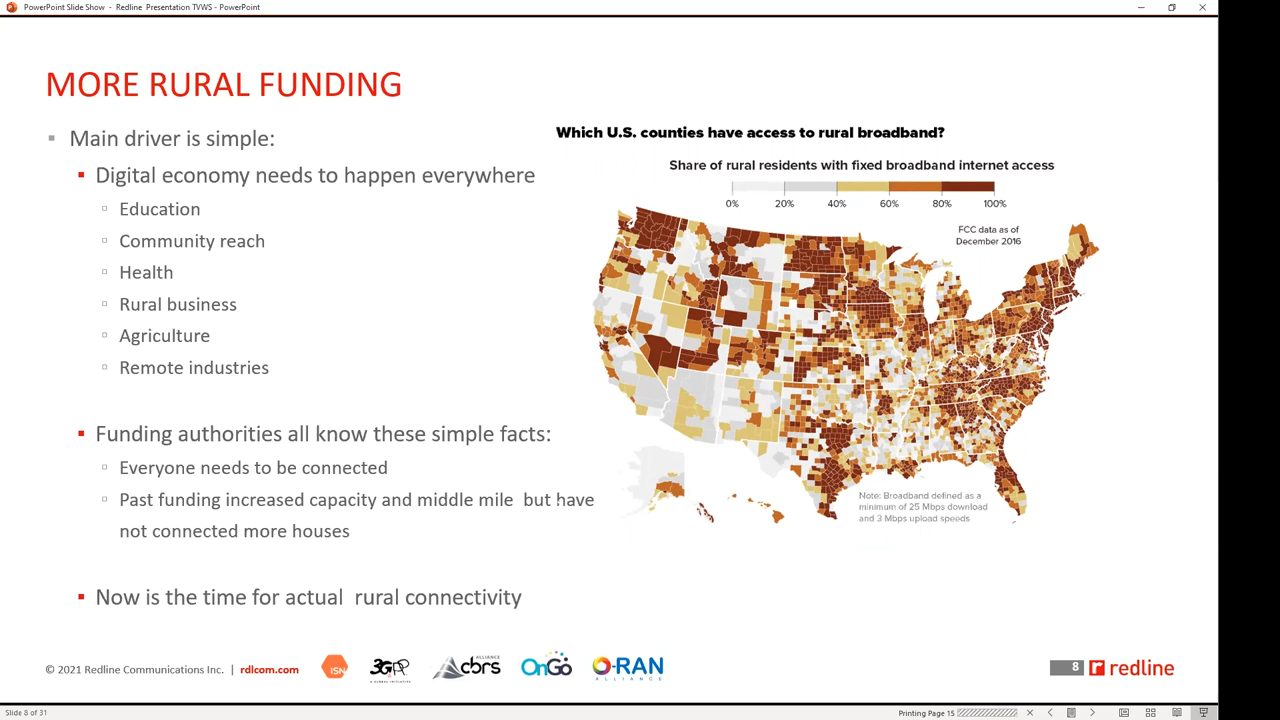 PowerPoint Slide Show - Redline Presentation TVWS - PowerPoint
MORE RURAL FUNDING
Main driver is simple:
Digital economy needs to happen everywhere
Education
Community reach
Health
Rural business
Agriculture
Remote industries
Funding authorities all know these simple facts:
Everyone needs to be connected
Past funding increased capacity and middle mile but have
not connected more houses
Now is the time for actual rural connectivity
Which U.S. counties have access to rural broadband?
Share of rural residents with fixed broadband internet access
0% 20% 40% 60% 80% 100%
FCC data as of
December 2016
Note: Broadband defined as a
minimum of 25 Mbps download
and 3 Mbps upload speeds
© 2021 Redline Communications Inc. | rdlcom.com
ISN
3GPP
A GLOBAL INITIATIVE
ALLIANCE
cbrs
OnGo
O-RAN
ALLIANCE
8
redline
Slide 8 of 31
Printing Page 15